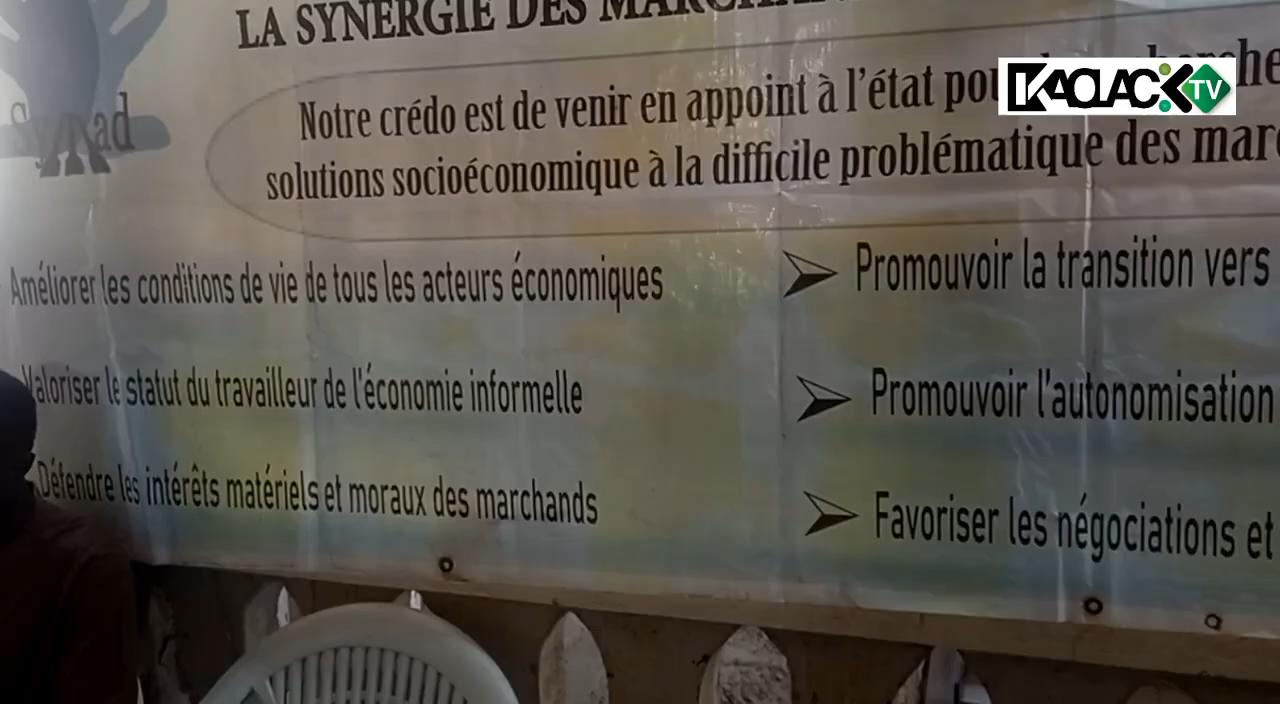 LA SYNERGIE DES
Synad
KAOLACK TV
Notre crédo est de venir en appoint à l'état
solutions socioéconomique à la difficile problématique des
Améliorer les conditions de vie de tous les acteurs économiques
Valoriser le statut du travailleur de l'économie informelle
Défendre les intérêts matériels et moraux des marchands
Promouvoir la transition vers
Promouvoir l'autonomisation
Favoriser les négociations et